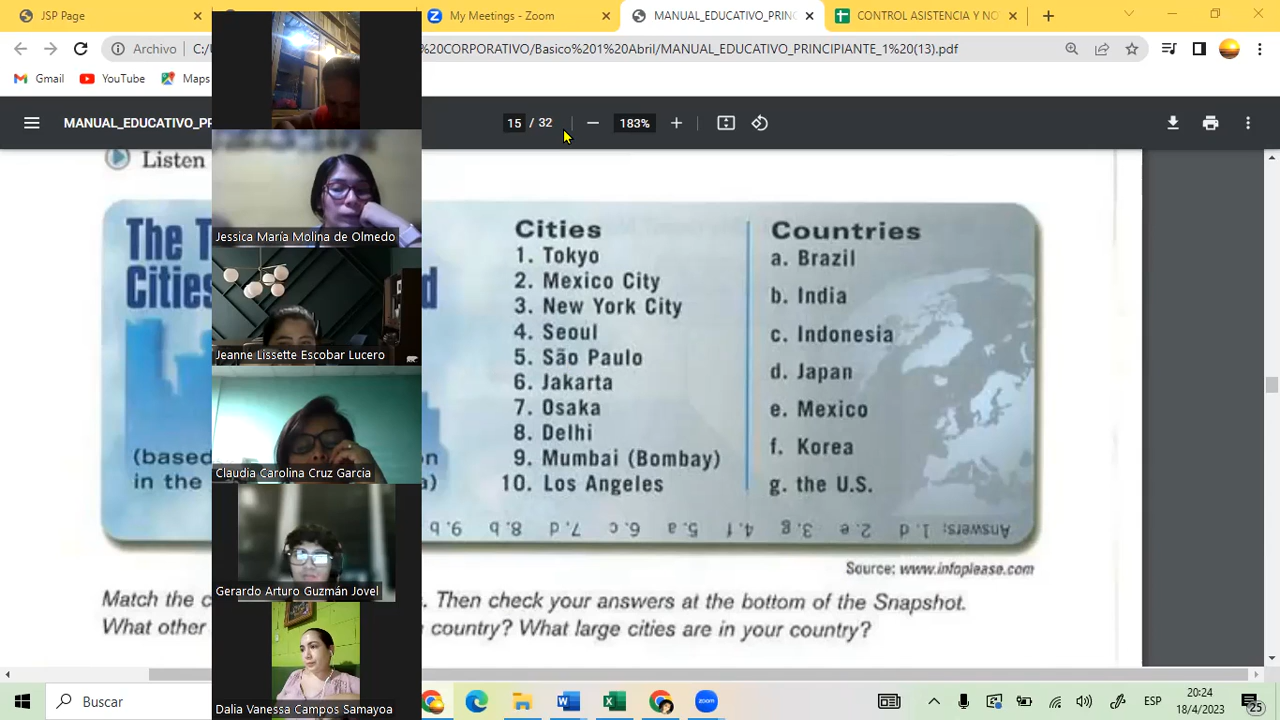 JSP Page
My Meetings - Zoom
MANUAL_EDUCATIVO_PRINC
CONTROL ASISTENCIA Y NO
Archivo
C:/
%20CORPORATIVO/Basico%201%20Abril/MANUAL_EDUCATIVO_PRINCIPIANTE_1%20(13).pdf
Gmail
YouTube
Maps
MANUAL_EDUCATIVO_P
15 / 32
183%
Listen
The T
Cities
(based
in the
Cities
1. Tokyo
2. Mexico City
3. New York City
4. Seoul
5. São Paulo
6. Jakarta
7. Osaka
8. Delhi
9. Mumbai (Bombay)
10. Los Angeles
Countries
a. Brazil
b. India
c. Indonesia
d. Japan
e. Mexico
f. Korea
g. the U.S.
Answers: 1. d 2. e 3. g 4. f 5. a 6. c 7. d 8. b 9. b
Source: www.infoplease.com
Match the c
. Then check your answers at the bottom of the Snapshot.
What other
country? What large cities are in your country?
Jessica María Molina de Olmedo
Jeanne Lissette Escobar Lucero
Claudia Carolina Cruz Garcia
Gerardo Arturo Guzmán Jovel
Dalia Vanessa Campos Samayoa
Buscar
ESP
20:24
18/4/2023
25